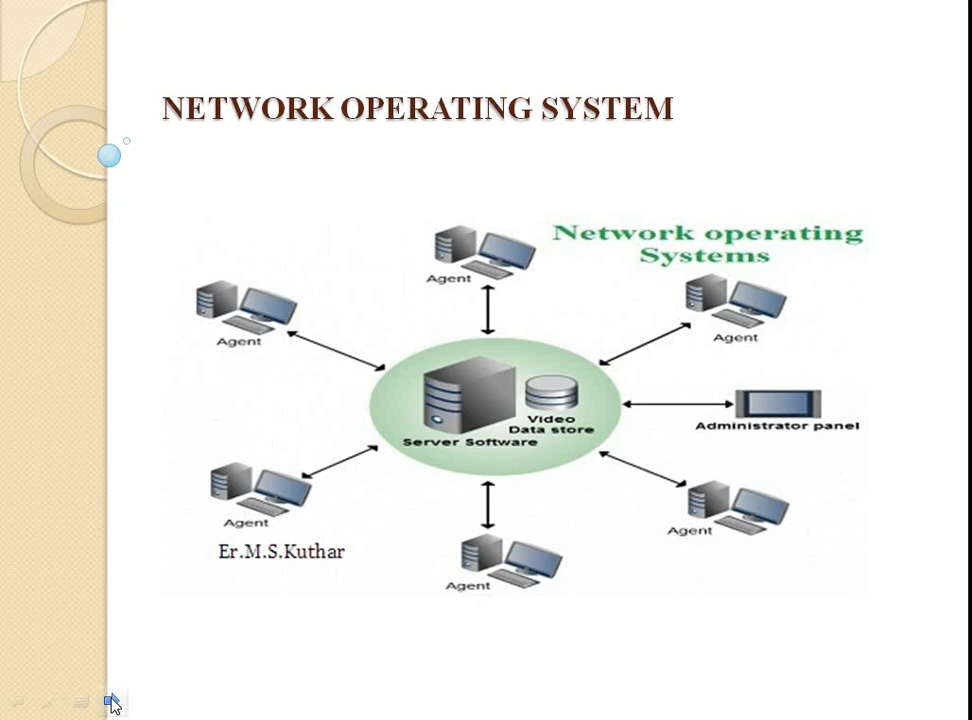 NETWORK OPERATING SYSTEM
Network operating
Systems
Agent
Agent
Agent
Video
Data store
Server Software
Administrator panel
Agent
Agent
Agent
Er.M.S.Kuthar